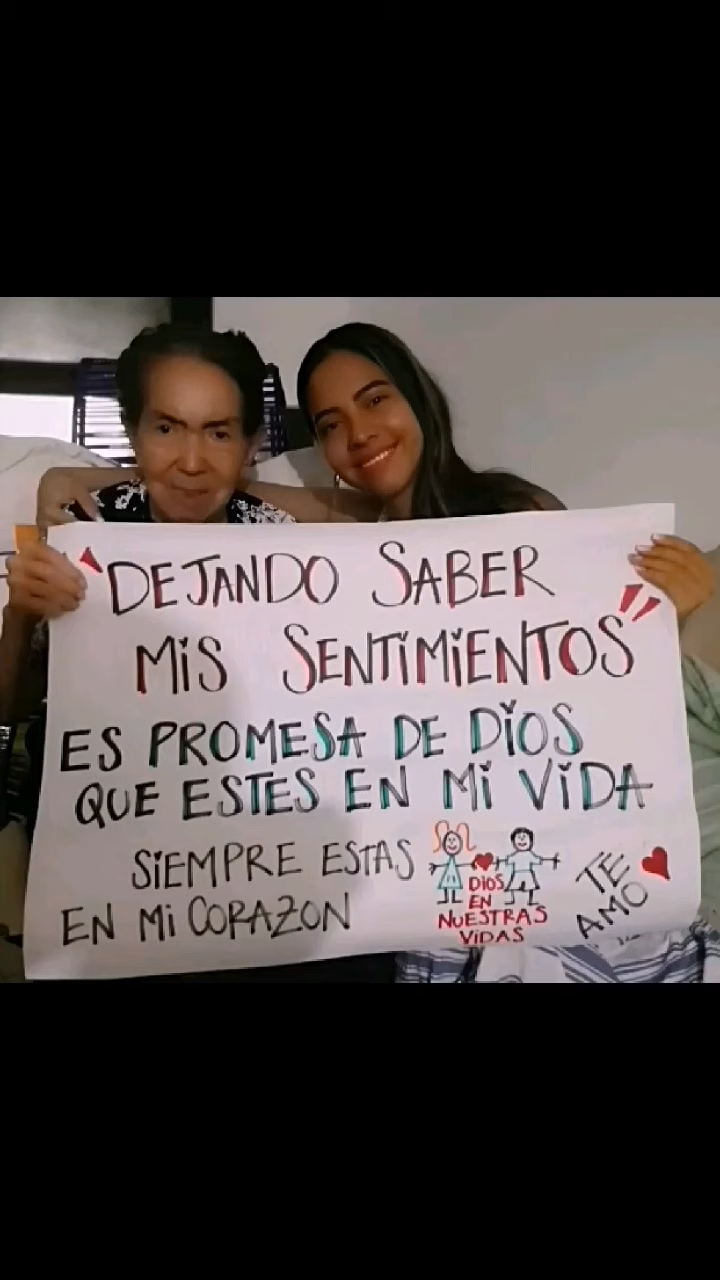 "DEJANDO SABER
MiS SENTiMiENTOS"
ES PROMESA DE DiOS
QUE ESTES EN Mi ViDA
SiEMPRE ESTAS
EN Mi CORAZON
DiOS
EN
NUESTRAS
ViDAS
TE
AMO